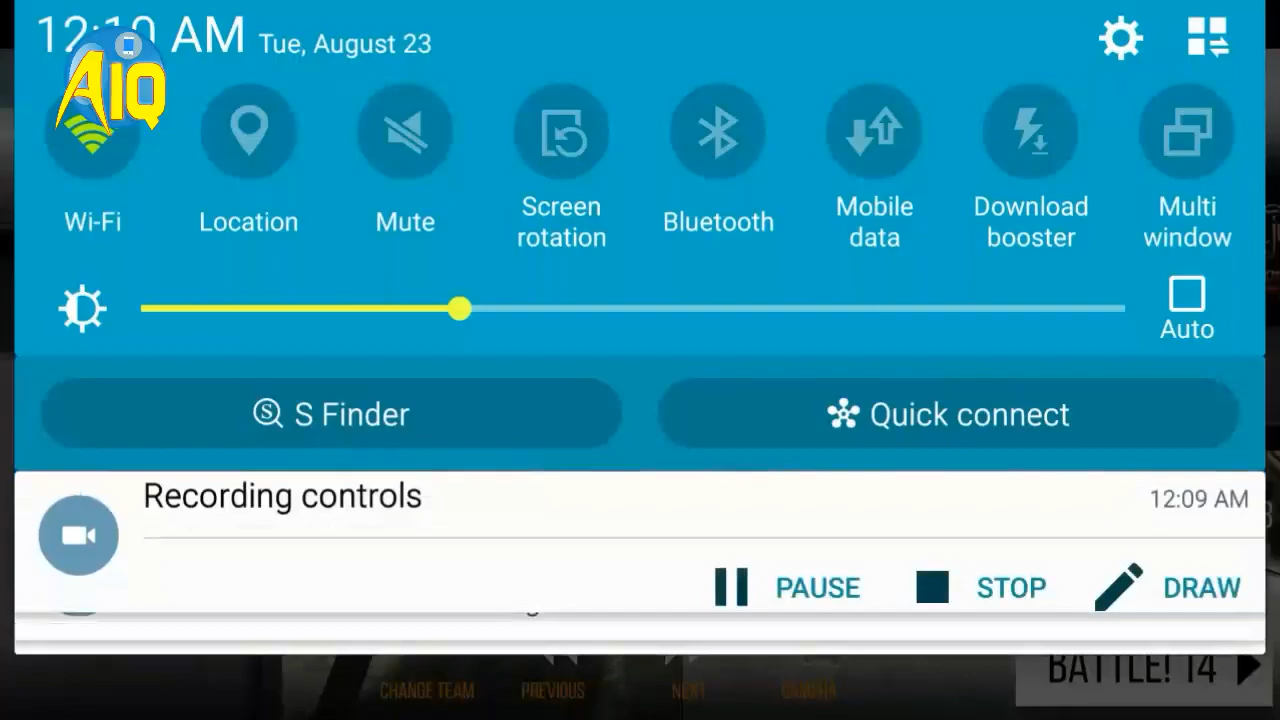 12:10 AM Tue, August 23
AIQ
Wi-Fi
Location
Mute
Screen
rotation
Bluetooth
Mobile
data
Download
booster
Multi
window
Auto
S Finder
Quick connect
Recording controls
12:09 AM
PAUSE
STOP
DRAW
CHANGE TEAM
PREVIOUS
NEXT
BATTLE! 14